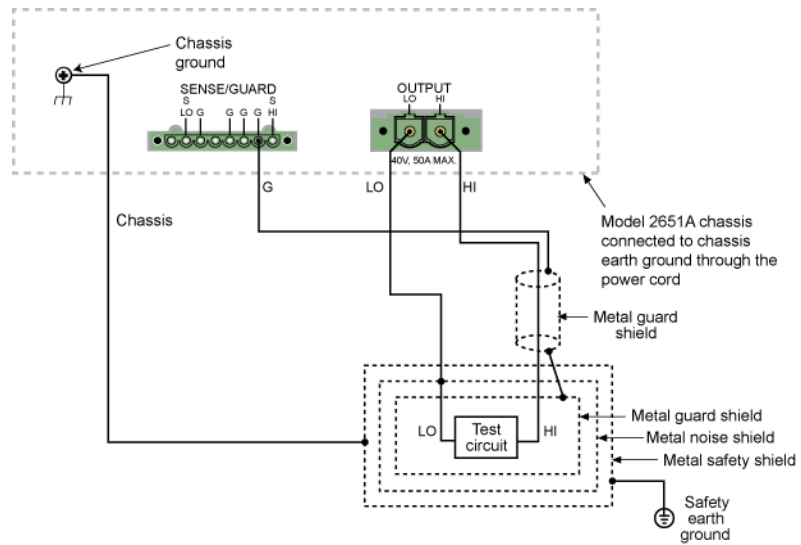 Chassis
ground
SENSE/GUARD
S S
LO G G G G HI
OUTPUT
LO HI
40V, 50A MAX.
G
LO
HI
Chassis
Model 2651A chassis
connected to chassis
earth ground through the
power cord
Metal guard
shield
LO
Test
circuit
HI
Metal guard shield
Metal noise shield
Metal safety shield
Safety
earth
ground